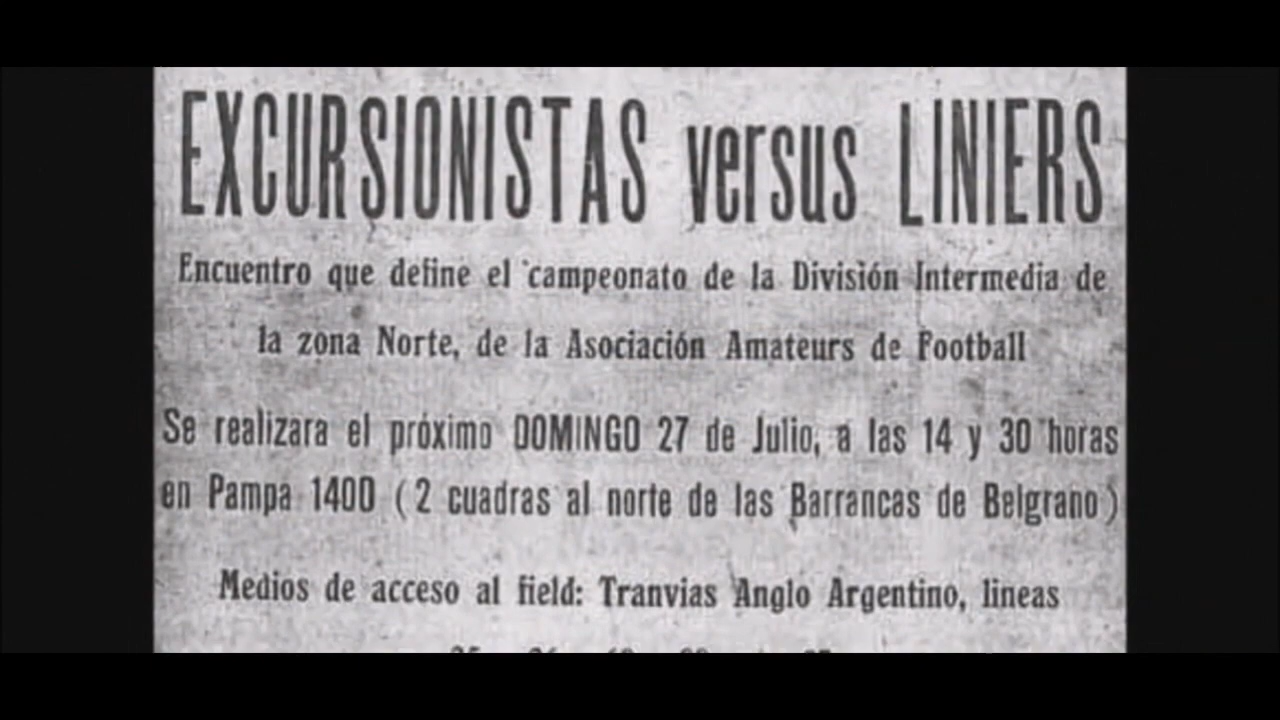 EXCURSIONISTAS versus LINIERS
Encuentro que define el campeonato de la División Intermedia de
la zona Norte, de la Asociación Amateurs de Football
Se realizara el próximo DOMINGO 27 de Julio, a las 14 y 30 horas
en Pampa 1400 (2 cuadras al norte de las Barrancas de Belgrano)
Medios de acceso al field: Tranvias Anglo Argentino, lineas